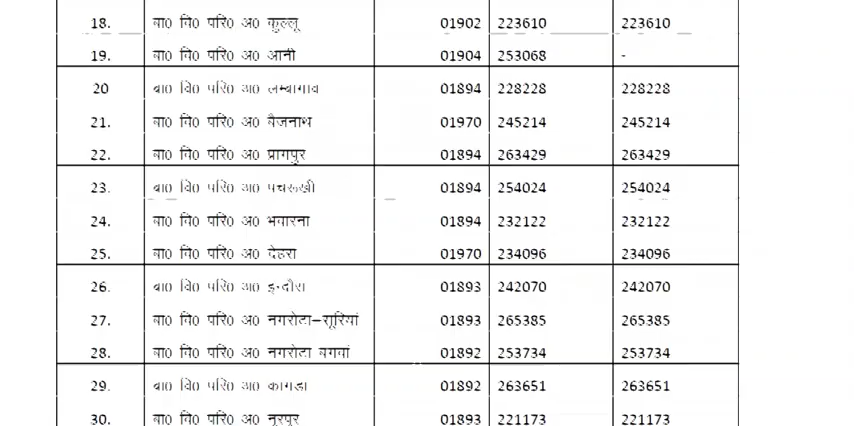 18. बा0 वि0 परि0 अ0 कुल्लू 01902 223610 223610
19. बा0 वि0 परि0 अ0 आनी 01904 253068 -
20 बा0 वि0 परि0 अ0 लम्बागाव 01894 228228 228228
21. बा0 वि0 परि0 अ0 बैजनाथ 01970 245214 245214
22. बा0 वि0 परि0 अ0 प्रागपुर 01894 263429 263429
23. बा0 वि0 परि0 अ0 पचरूखी 01894 254024 254024
24. बा0 वि0 परि0 अ0 भवारना 01894 232122 232122
25. बा0 वि0 परि0 अ0 देहरा 01970 234096 234096
26. बा0 वि0 परि0 अ0 इन्दौरा 01893 242070 242070
27. बा0 वि0 परि0 अ0 नगरोटा–सूरियां 01893 265385 265385
28. बा0 वि0 परि0 अ0 नगरोटा बगवां 01892 253734 253734
29. बा0 वि0 परि0 अ0 कागडा 01892 263651 263651
30. बा0 वि0 परि0 अ0 नूरपुर 01893 221173 221173